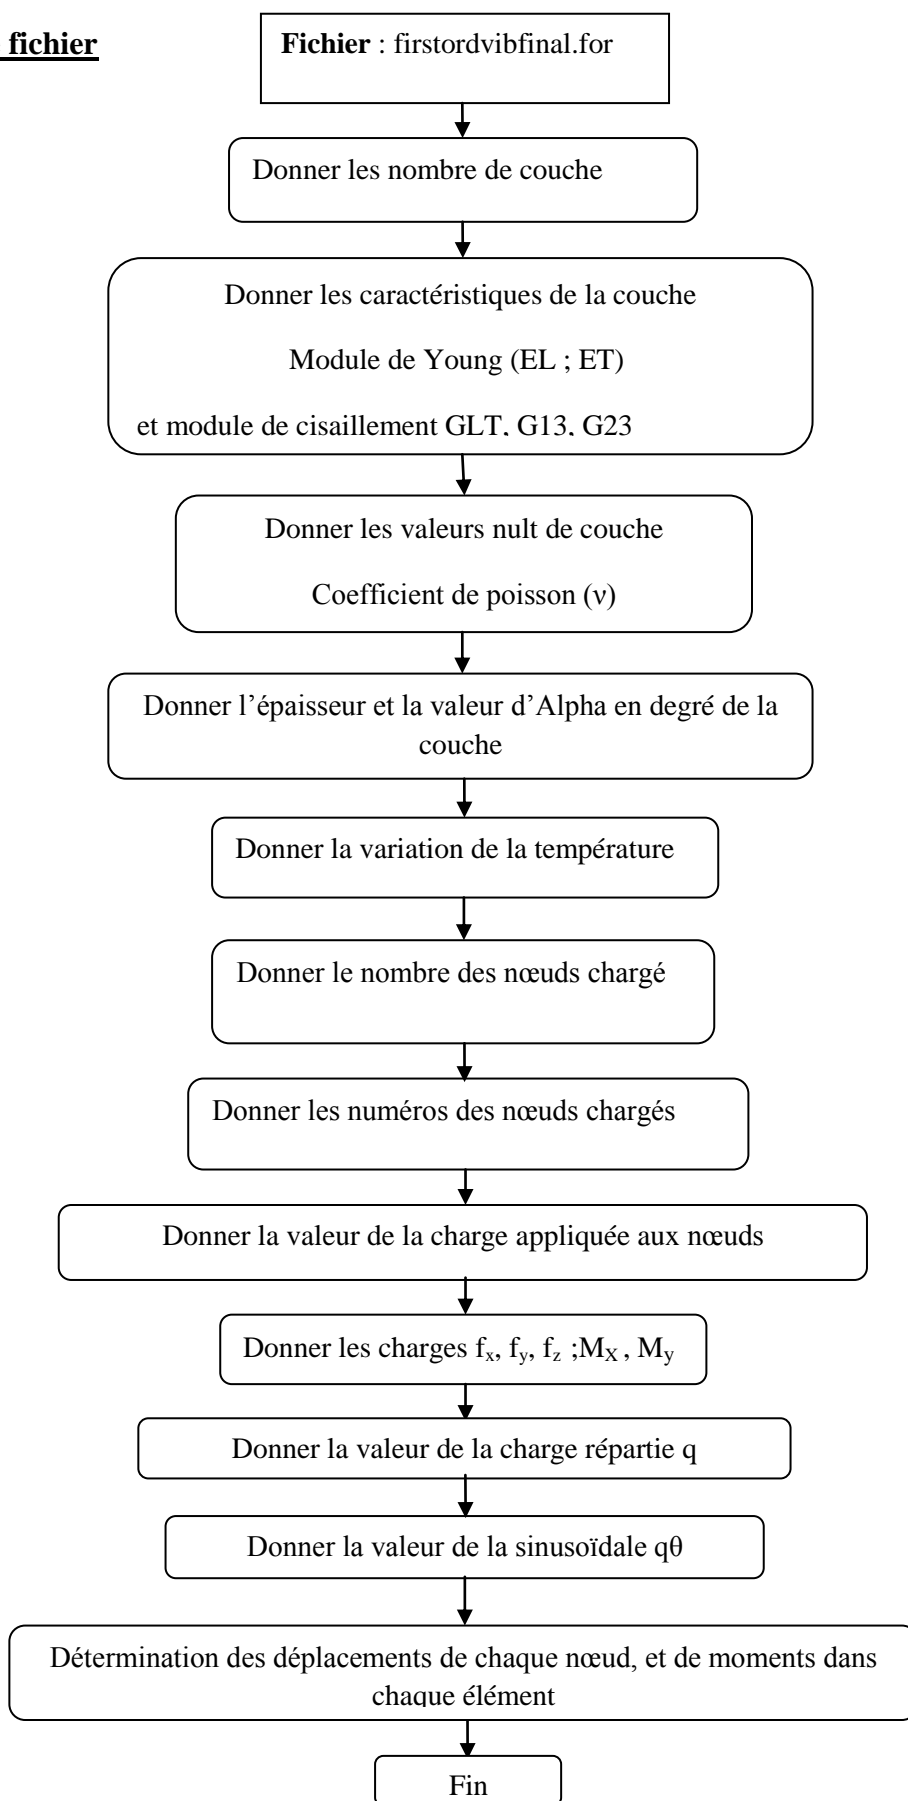 fichier
Fichier : firstordvibfinal.for
Donner les nombre de couche
Donner les caractéristiques de la couche
Module de Young (EL ; ET)
et module de cisaillement GLT, G13, G23
Donner les valeurs nult de couche
Coefficient de poisson (ν)
Donner l’épaisseur et la valeur d’Alpha en degré de la
couche
Donner la variation de la température
Donner le nombre des nœuds chargé
Donner les numéros des nœuds chargés
Donner la valeur de la charge appliquée aux nœuds
Donner les charges fx, fy, fz ;MX , My
Donner la valeur de la charge répartie q
Donner la valeur de la sinusoïdale qθ
Détermination des déplacements de chaque nœud, et de moments dans
chaque élément
Fin